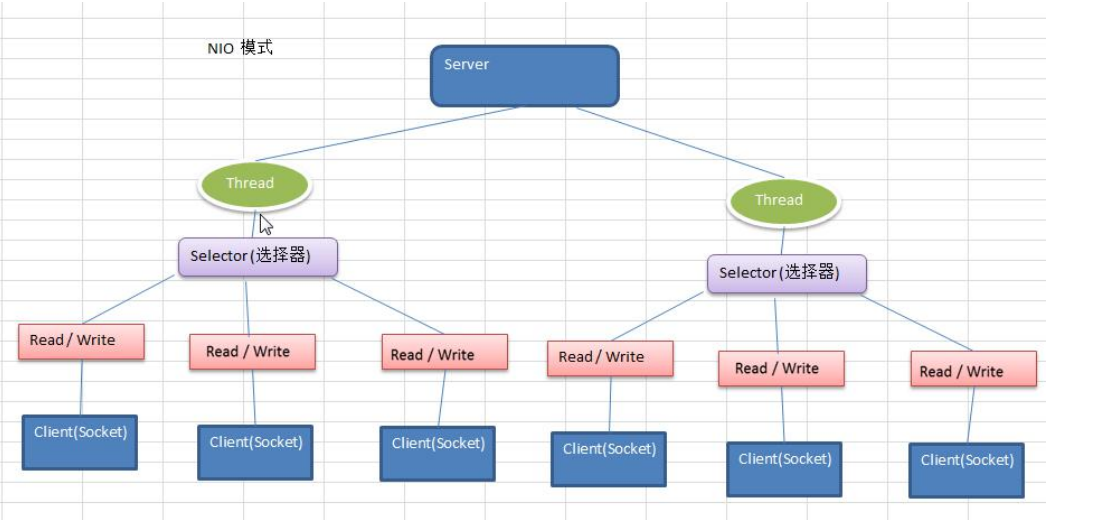 NIO 模式
Server
Thread
Thread
Selector(选择器)
Selector(选择器)
Read / Write
Read / Write
Read / Write
Read / Write
Read / Write
Read / Write
Client(Socket)
Client(Socket)
Client(Socket)
Client(Socket)
Client(Socket)
Client(Socket)